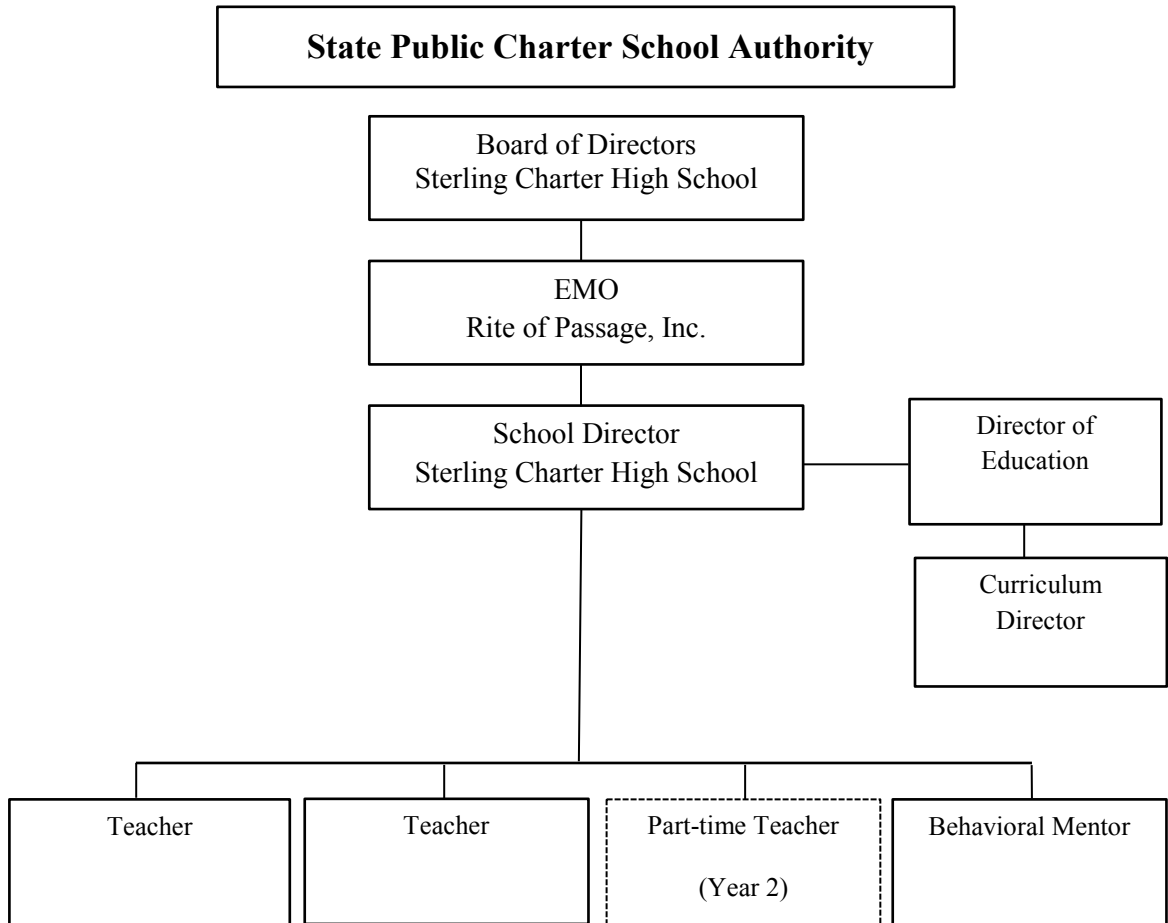 State Public Charter School Authority
Board of Directors
Sterling Charter High School
EMO
Rite of Passage, Inc.
School Director
Sterling Charter High School
Director of
Education
Curriculum
Director
Teacher
Teacher
Part-time Teacher
(Year 2)
Behavioral Mentor